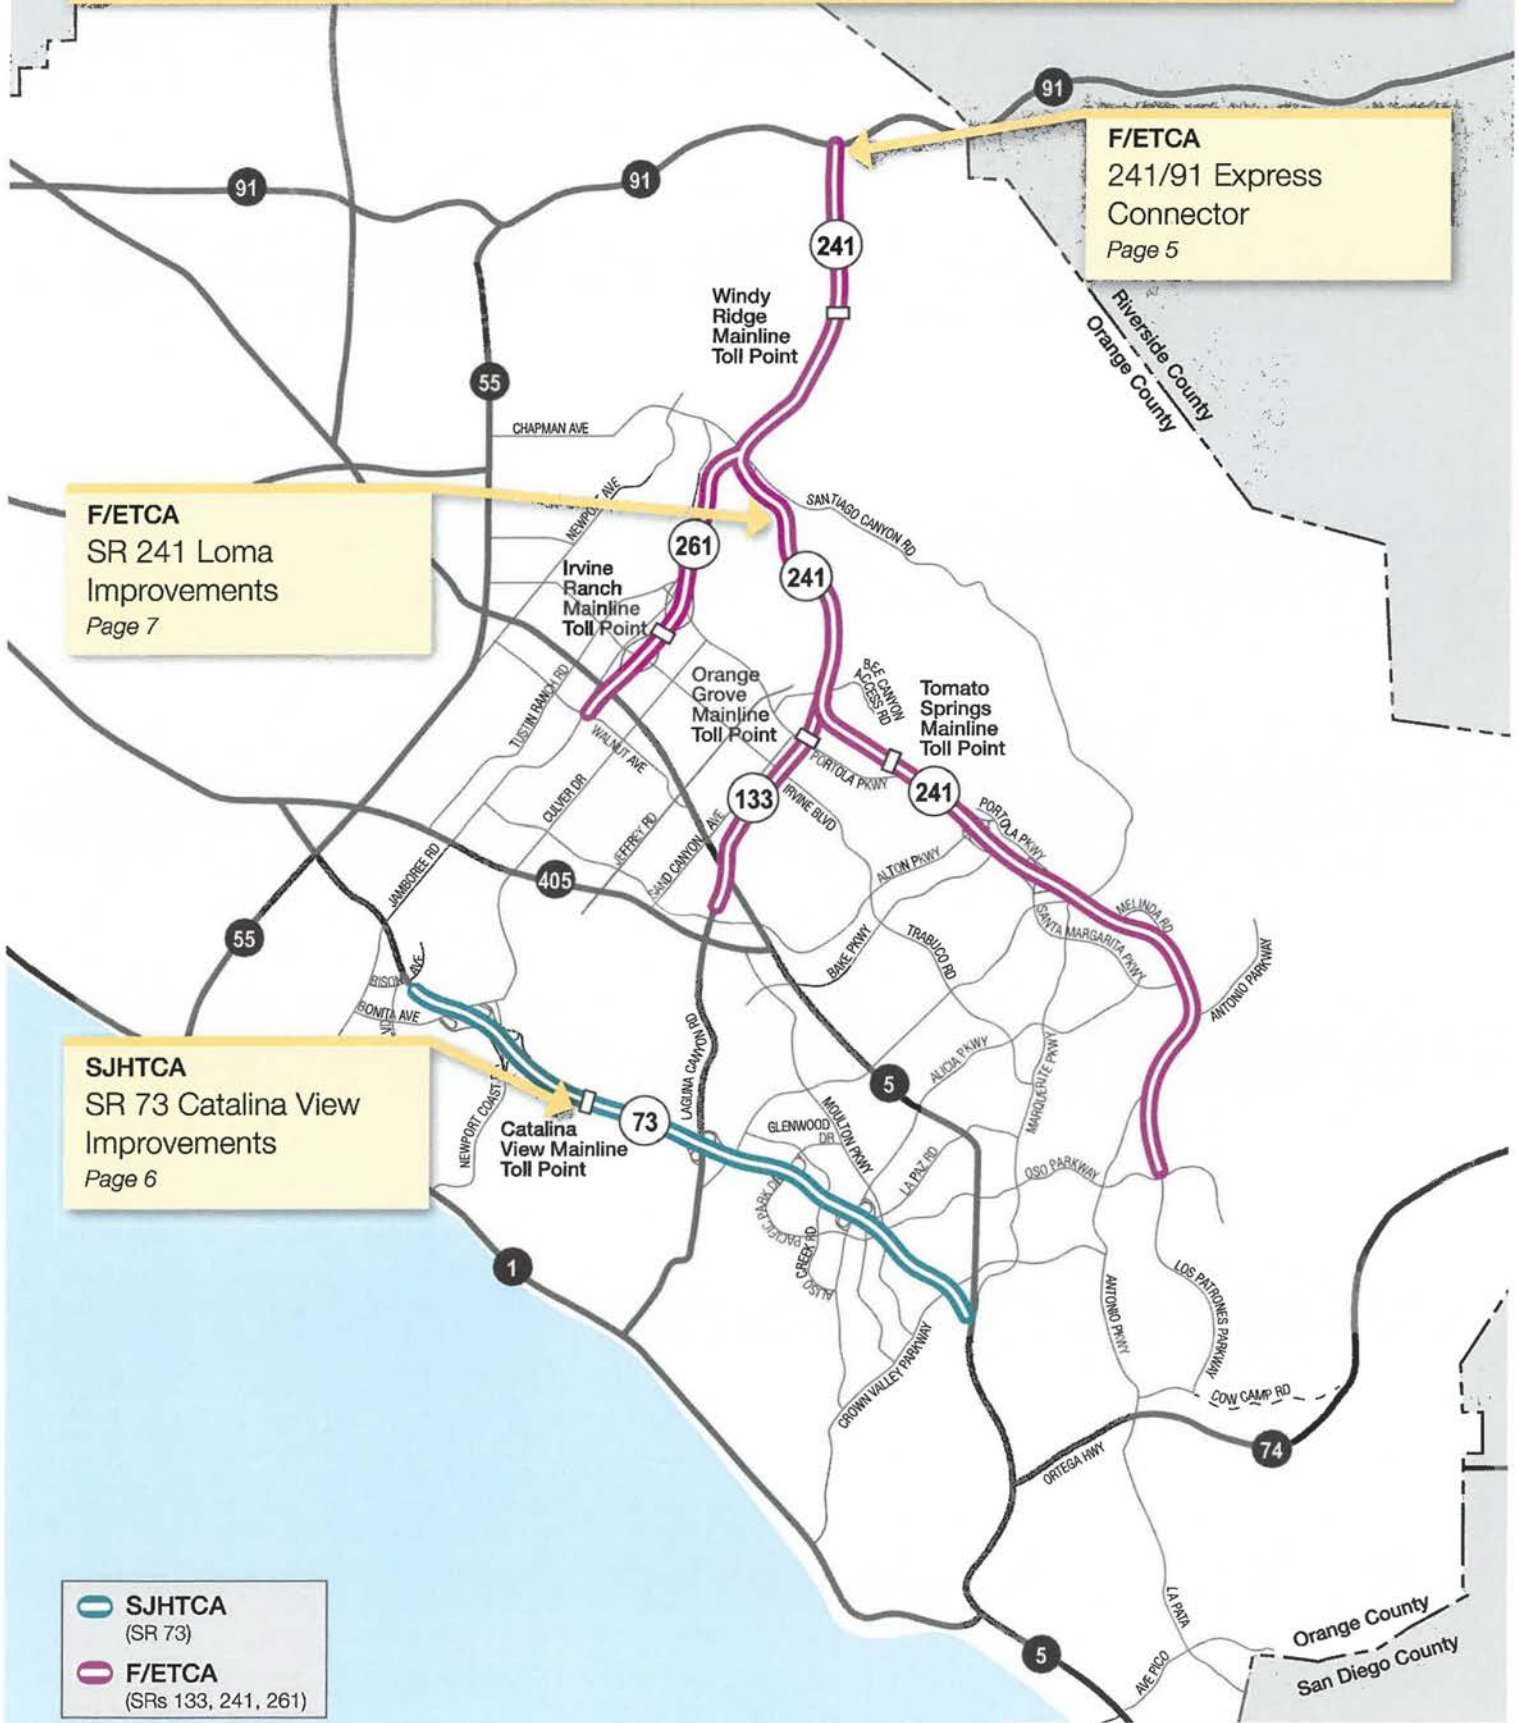 91
F/ETCA
241/91 Express
Connector
Page 5
91
91
241
Windy
Ridge
Mainline
Toll Point
Riverside County
Orange County
55
CHAPMAN AVE
F/ETCA
SR 241 Loma
Improvements
Page 7
SANTIAGO CANYON RD
261
241
Irvine
Ranch
Mainline
Toll Point
BEE CANYON
ACCESS RD
Orange
Grove
Mainline
Toll Point
Tomato
Springs
Mainline
Toll Point
TUSTIN RANCH RD
WALNUT AVE
PORTOLA PKWY
133
241
IRVINE BLVD
PORTOLA PKWY
CULVER DR
JEFFREY RD
SAND CANYON AVE
ALTON PKWY
JAMBOREE RD
405
55
MELINDA RD
SANTA MARGARITA PKWY
BAKE PKWY
TRABUCO RD
ANTONIO PARKWAY
BISON AVE
BONITA AVE
SJHTCA
SR 73 Catalina View
Improvements
Page 6
LAGUNA CANYON RD
5
ALICIA PKWY
MARGUERITE PKWY
NEWPORT COAST
73
Catalina
View Mainline
Toll Point
GLENWOOD
DR
MOULTON PKWY
LA PAZ RD
OSO PARKWAY
PACIFIC PARK DR
ALISO CREEK RD
1
LOS PATRONES PARKWAY
ANTONIO PKWY
CROWN VALLEY PARKWAY
COW CAMP RD
74
ORTEGA HWY
LA PATA
AVE PICO
5
Orange County
San Diego County
SJHTCA
(SR 73)
F/ETCA
(SRs 133, 241, 261)